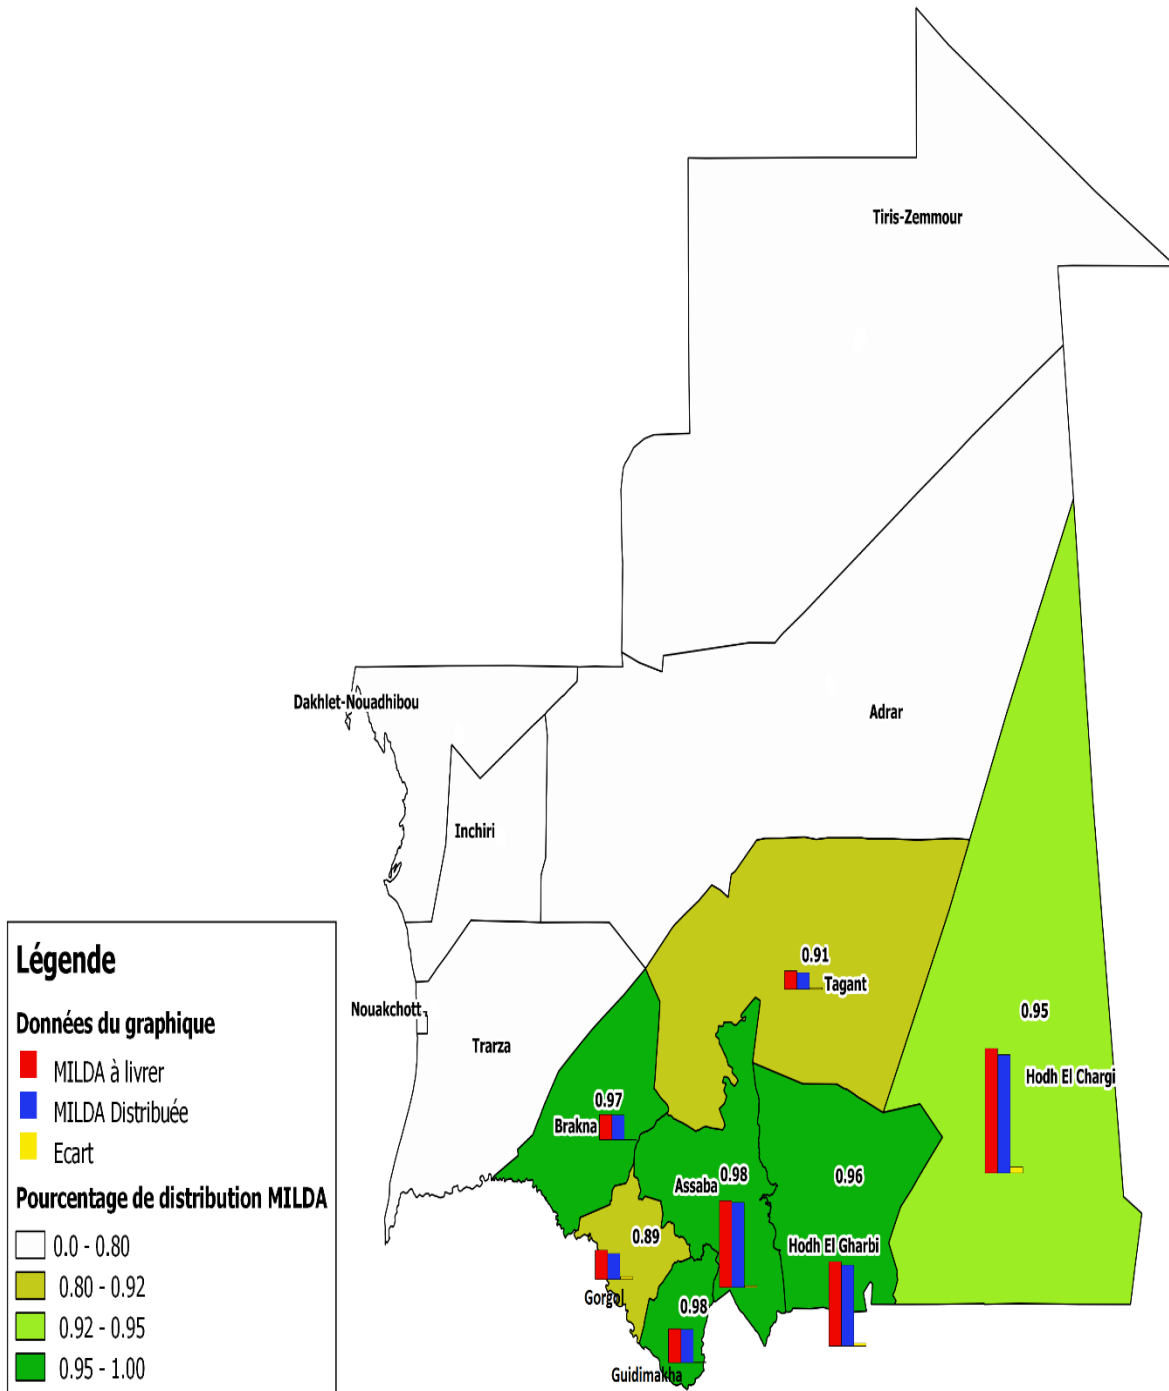 Tiris-Zemmour
Dakhlet-Nouadhibou
Adrar
Inchiri
0.91
Tagant
Nouakchott
0.95
Trarza
Hodh El Chargi
0.97
Brakna
0.98
Assaba
0.96
0.89
Hodh El Gharbi
Gorgol
0.98
Guidimakha
Légende
Données du graphique
MILDA à livrer
MILDA Distribuée
Ecart
Pourcentage de distribution MILDA
0.0 - 0.80
0.80 - 0.92
0.92 - 0.95
0.95 - 1.00